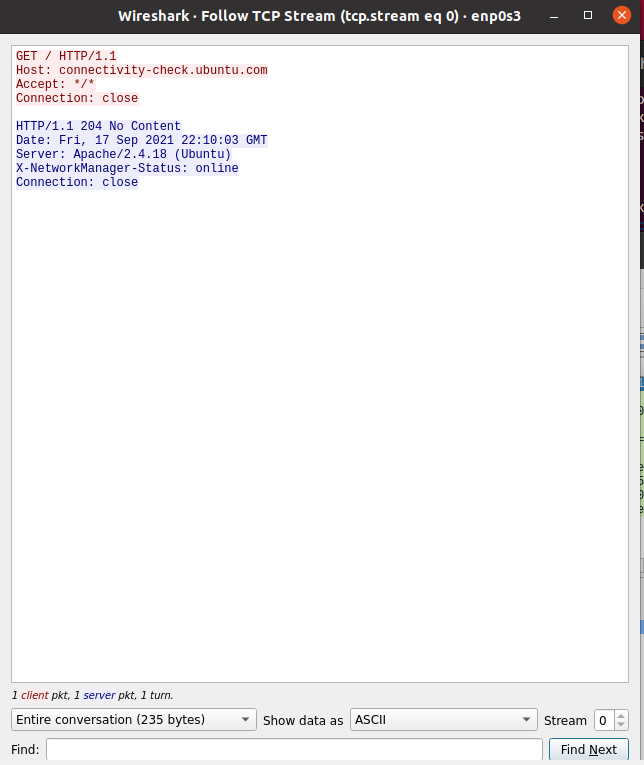 Wireshark · Follow TCP Stream (tcp.stream eq 0) · enp0s3
GET / HTTP/1.1
Host: connectivity-check.ubuntu.com
Accept: */*
Connection: close
HTTP/1.1 204 No Content
Date: Fri, 17 Sep 2021 22:10:03 GMT
Server: Apache/2.4.18 (Ubuntu)
X-NetworkManager-Status: online
Connection: close
1 client pkt, 1 server pkt, 1 turn.
Entire conversation (235 bytes) Show data as ASCII Stream 0
Find: Find Next